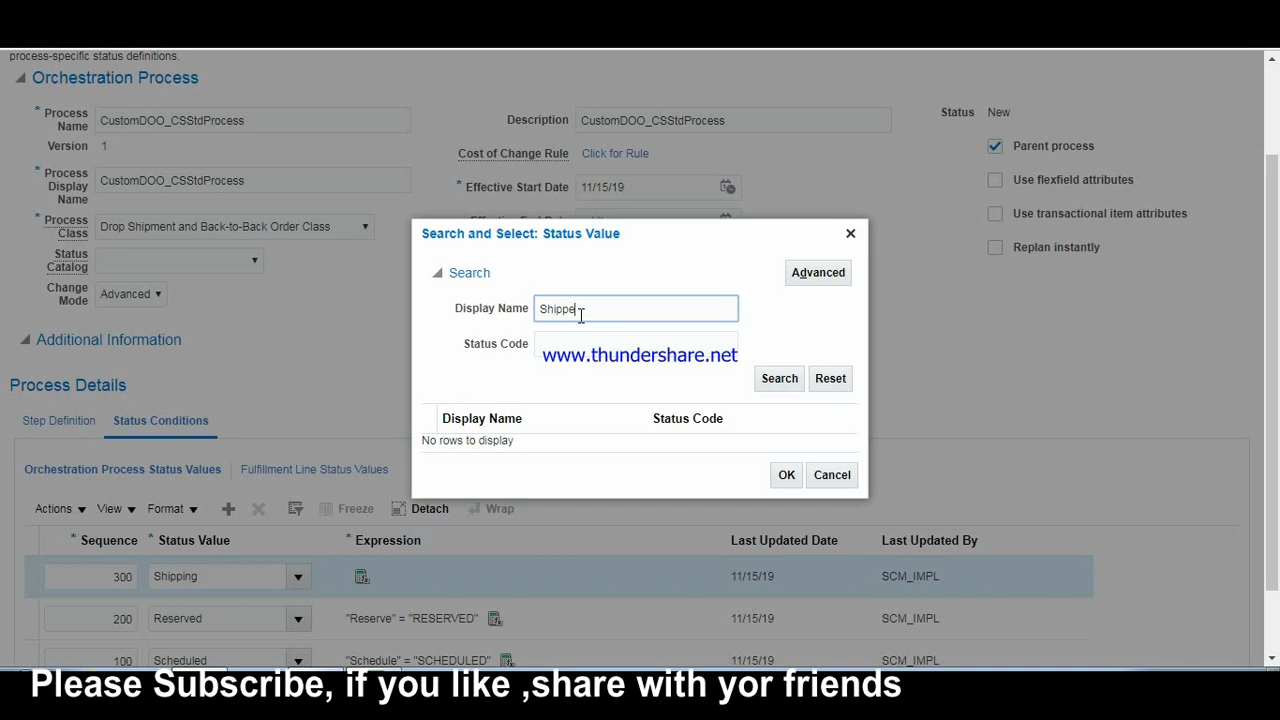 process-specific status definitions.
Orchestration Process
* Process Name CustomDOO_CSStdProcess
Description CustomDOO_CSStdProcess
Status New
Version 1
Cost of Change Rule Click for Rule
Parent process
* Process Display Name CustomDOO_CSStdProcess
* Effective Start Date 11/15/19
Use flexfield attributes
* Process Class Drop Shipment and Back-to-Back Order Class
Use transactional item attributes
Status Catalog
Replan instantly
Change Mode Advanced
Additional Information
Process Details
Step Definition Status Conditions
Orchestration Process Status Values Fulfillment Line Status Values
Actions View Format Freeze Detach Wrap
* Sequence * Status Value * Expression Last Updated Date Last Updated By
300 Shipping 11/15/19 SCM_IMPL
200 Reserved "Reserve" = "RESERVED" 11/15/19 SCM_IMPL
100 Scheduled "Schedule" = "SCHEDULED" 11/15/19 SCM_IMPL
Search and Select: Status Value
Search
Advanced
Display Name Shippe
Status Code
www.thundershare.net
Search Reset
Display Name Status Code
No rows to display
OK Cancel
Please Subscribe, if you like ,share with yor friends